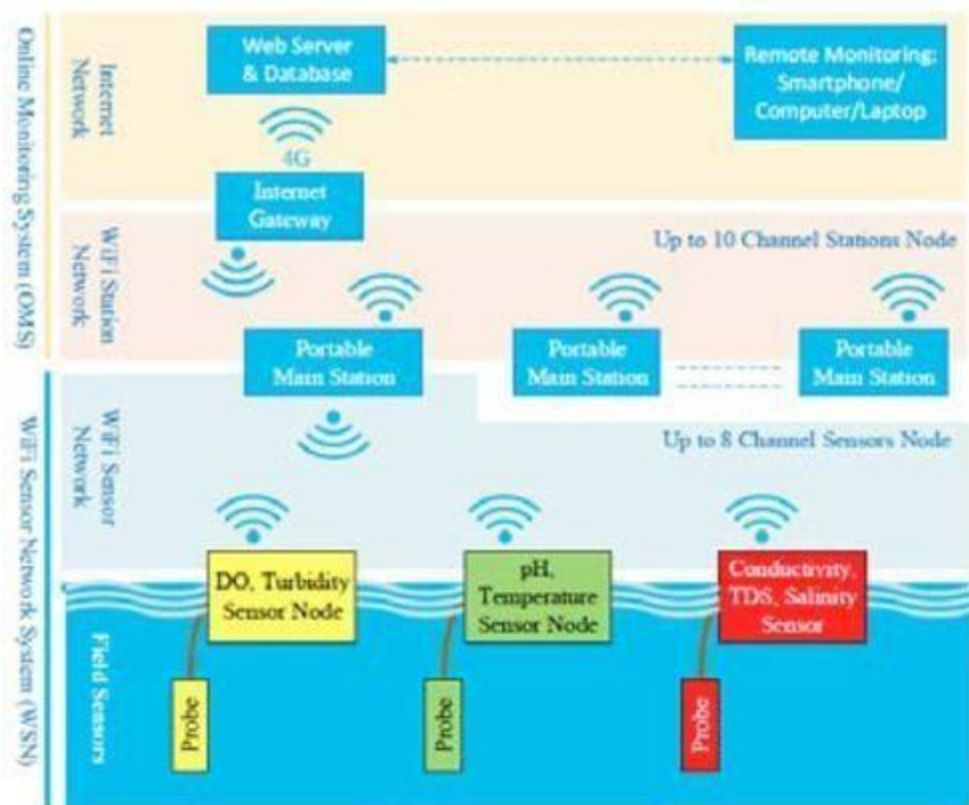 Online Monitoring System (OMS)
Internet
Network
Web Server
& Database
Remote Monitoring:
Smartphone/
Computer/Laptop
4G
Internet
Gateway
WiFi Station
Network
Up to 10 Channel Stations Node
Portable
Main Station
Portable
Main Station
Portable
Main Station
WiFi Sensor Network System (WSN)
WiFi Sensor
Network
Up to 8 Channel Sensors Node
DO, Turbidity
Sensor Node
pH,
Temperature
Sensor Node
Conductivity,
TDS, Salinity
Sensor
Field Sensors
Probe
Probe
Probe